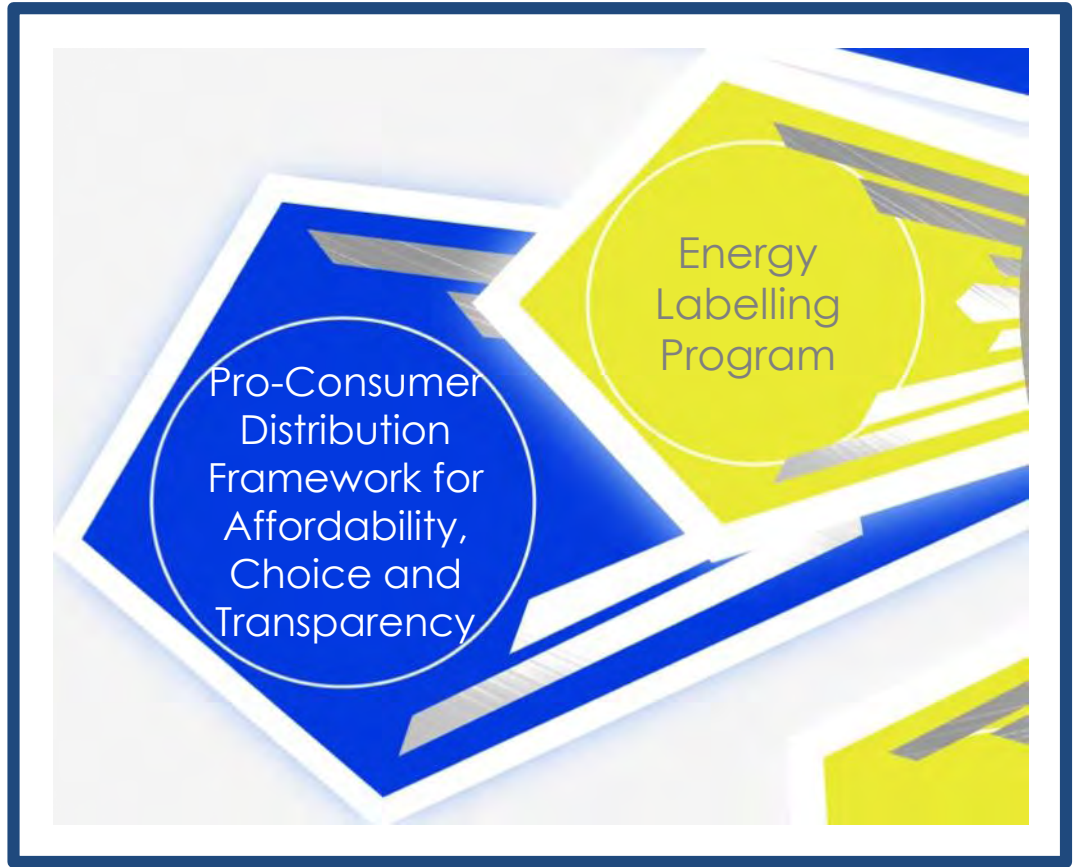 Pro-Consumer
Distribution
Framework for
Affordability,
Choice and
Transparency
Energy
Labelling
Program